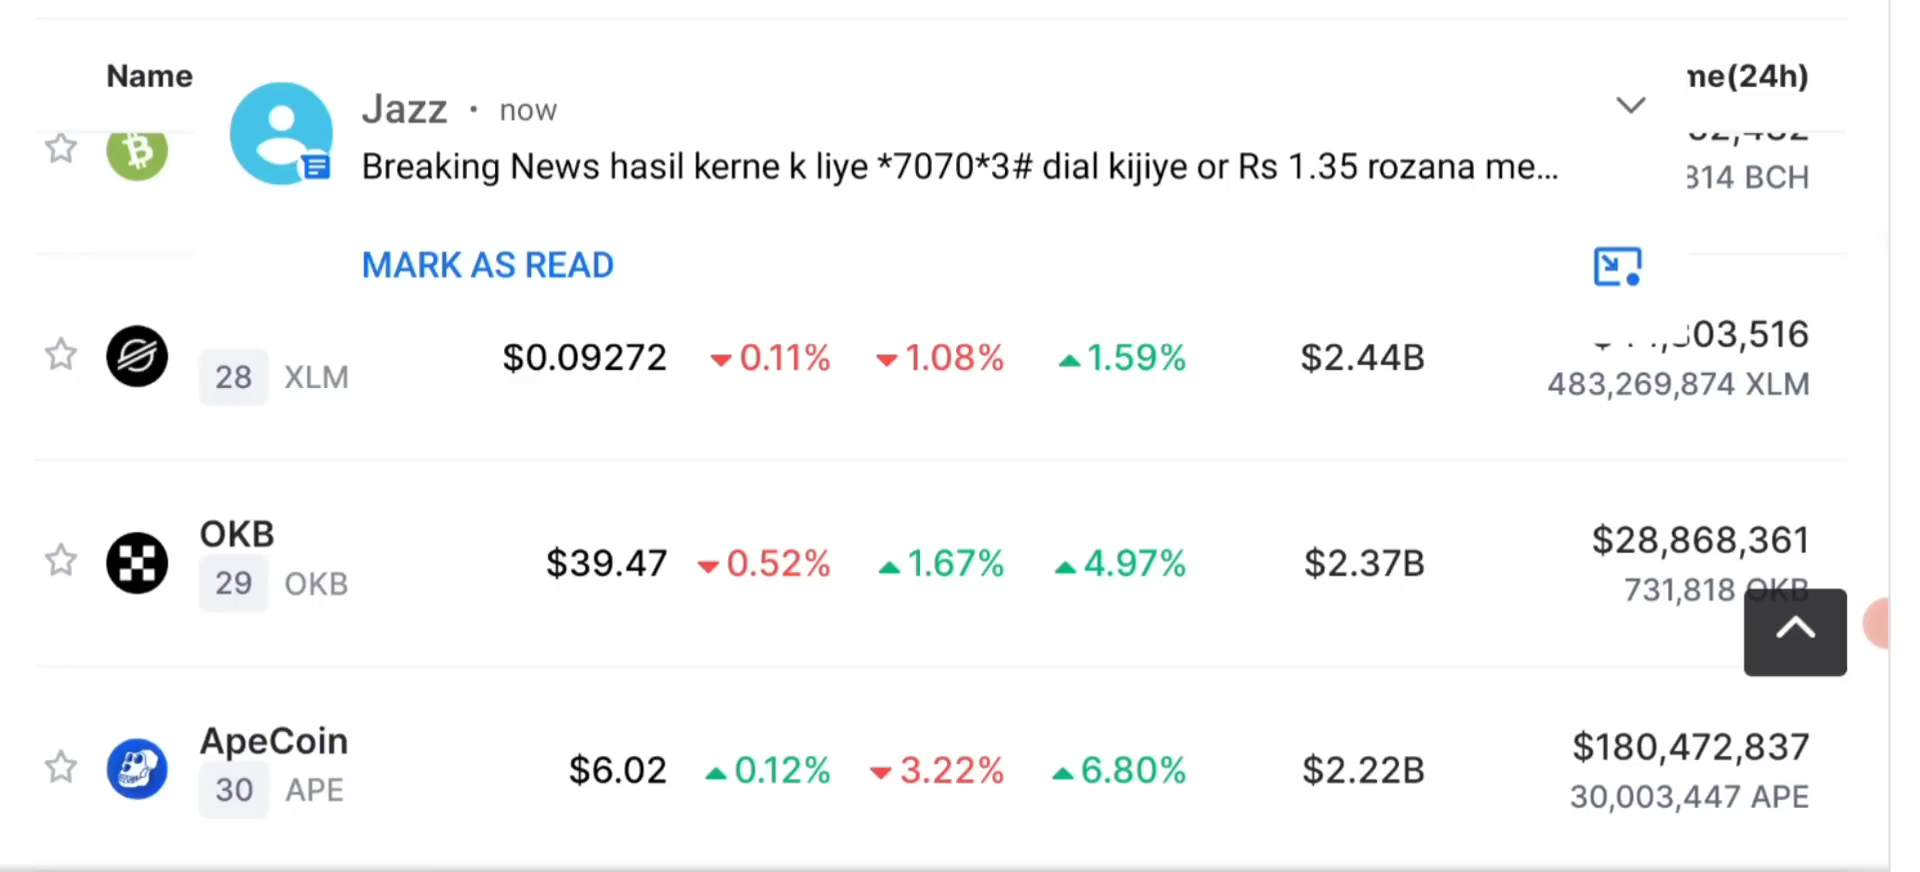 Name
me(24h)
Jazz · now
Breaking News hasil kerne k liye *7070*3# dial kijiye or Rs 1.35 rozana me...
314 BCH
MARK AS READ
28 XLM $0.09272 0.11% 1.08% 1.59% $2.44B 03,516
483,269,874 XLM
OKB
29 OKB $39.47 0.52% 1.67% 4.97% $2.37B $28,868,361
731,818 OKB
ApeCoin
30 APE $6.02 0.12% 3.22% 6.80% $2.22B $180,472,837
30,003,447 APE